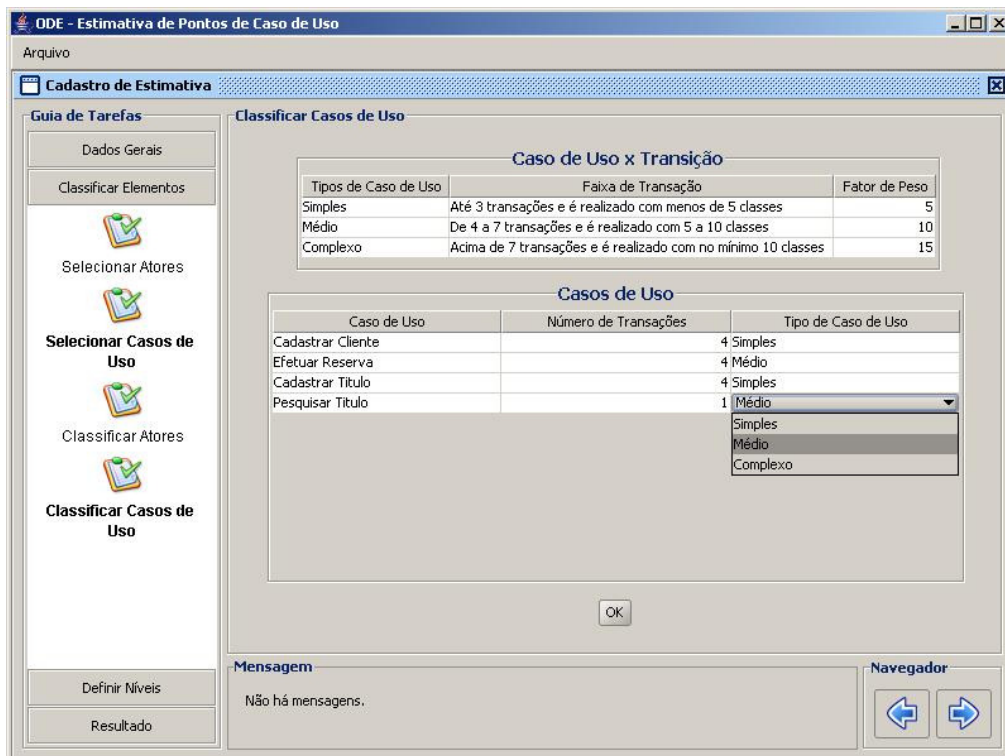 ODE - Estimativa de Pontos de Caso de Uso
Arquivo
Cadastro de Estimativa
Guia de Tarefas
Dados Gerais
Classificar Elementos
Selecionar Atores
Selecionar Casos de
Uso
Classificar Atores
Classificar Casos de
Uso
Definir Níveis
Resultado
Classificar Casos de Uso
Caso de Uso x Transição
Tipos de Caso de Uso Faixa de Transação Fator de Peso
Simples Até 3 transações e é realizado com menos de 5 classes 5
Médio De 4 a 7 transações e é realizado com 5 a 10 classes 10
Complexo Acima de 7 transações e é realizado com no mínimo 10 classes 15
Casos de Uso
Caso de Uso Número de Transações Tipo de Caso de Uso
Cadastrar Cliente 4 Simples
Efetuar Reserva 4 Médio
Cadastrar Titulo 4 Simples
Pesquisar Titulo 1 Médio
Simples
Médio
Complexo
OK
Mensagem
Não há mensagens.
Navegador